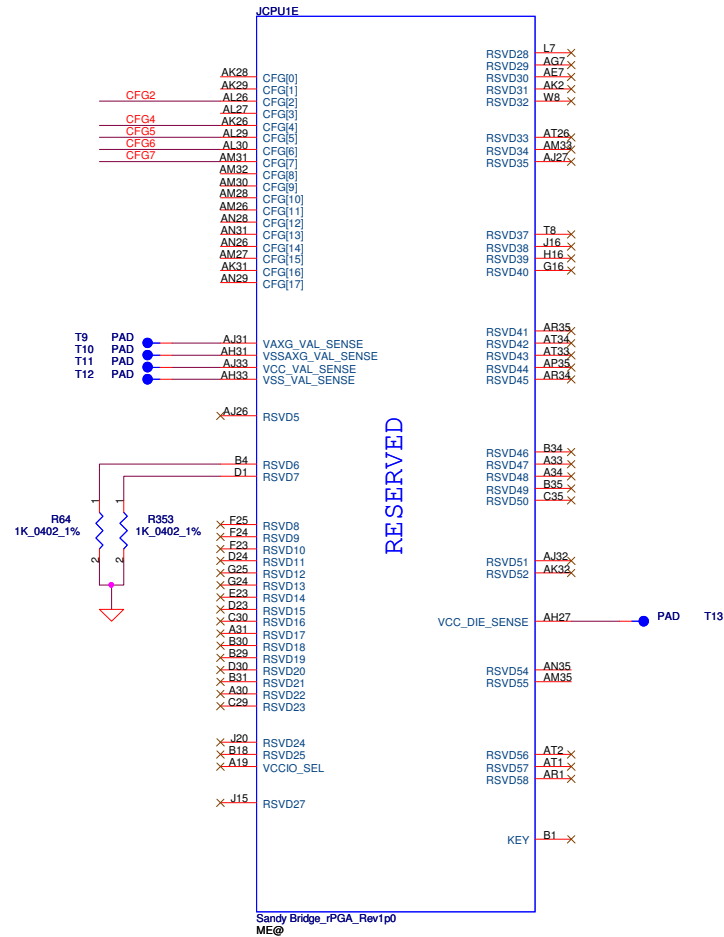 JCPU1E
AK28 CFG[0]
AK29 CFG[1]
CFG2 AL26 CFG[2]
AL27 CFG[3]
CFG4 AK26 CFG[4]
CFG5 AL29 CFG[5]
CFG6 AL30 CFG[6]
CFG7 AM31 CFG[7]
AM32 CFG[8]
AM30 CFG[9]
AM28 CFG[10]
AM26 CFG[11]
AN28 CFG[12]
AN31 CFG[13]
AN26 CFG[14]
AM27 CFG[15]
AK31 CFG[16]
AN29 CFG[17]
T9 PAD AJ31 VAXG_VAL_SENSE
T10 PAD AH31 VSSAXG_VAL_SENSE
T11 PAD AJ33 VCC_VAL_SENSE
T12 PAD AH33 VSS_VAL_SENSE
AJ26 RSVD5
B4 RSVD6
D1 RSVD7
1 1
R64 R353
1K_0402_1% 1K_0402_1%
2 2
F25 RSVD8
F24 RSVD9
F23 RSVD10
D24 RSVD11
G25 RSVD12
G24 RSVD13
E23 RSVD14
D23 RSVD15
C30 RSVD16
A31 RSVD17
B30 RSVD18
B29 RSVD19
D30 RSVD20
B31 RSVD21
A30 RSVD22
C29 RSVD23
J20 RSVD24
B18 RSVD25
A19 VCCIO_SEL
J15 RSVD27
RESERVED
RSVD28 L7
RSVD29 AG7
RSVD30 AE7
RSVD31 AK2
RSVD32 W8
RSVD33 AT26
RSVD34 AM33
RSVD35 AJ27
RSVD37 T8
RSVD38 J16
RSVD39 H16
RSVD40 G16
RSVD41 AR35
RSVD42 AT34
RSVD43 AT33
RSVD44 AP35
RSVD45 AR34
RSVD46 B34
RSVD47 A33
RSVD48 A34
RSVD49 B35
RSVD50 C35
RSVD51 AJ32
RSVD52 AK32
VCC_DIE_SENSE AH27 PAD T13
RSVD54 AN35
RSVD55 AM35
RSVD56 AT2
RSVD57 AT1
RSVD58 AR1
KEY B1
Sandy Bridge_rPGA_Rev1p0
ME@